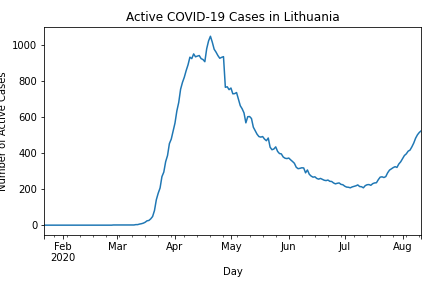 Active COVID-19 Cases in Lithuania
Number of Active Cases
1000
800
600
400
200
0
Feb
2020
Mar
Apr
May
Jun
Jul
Aug
Day